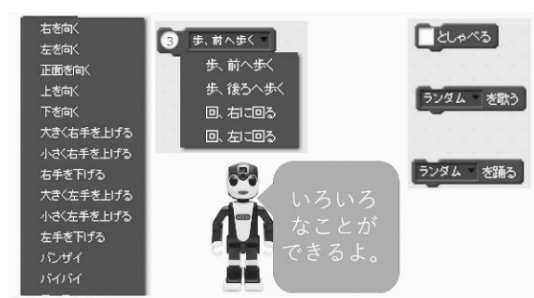 右を向く
左を向く
正面を向く
上を向く
下を向く
大きく右手を上げる
小さく右手を上げる
右手を下げる
大きく左手を上げる
小さく左手を上げる
左手を下げる
バンザイ
バイバイ
3 歩、前へ歩く
歩、前へ歩く
歩、後ろへ歩く
回、右に回る
回、左に回る
いろいろ
なことが
できるよ。
としゃべる
ランダム を歌う
ランダム を踊る